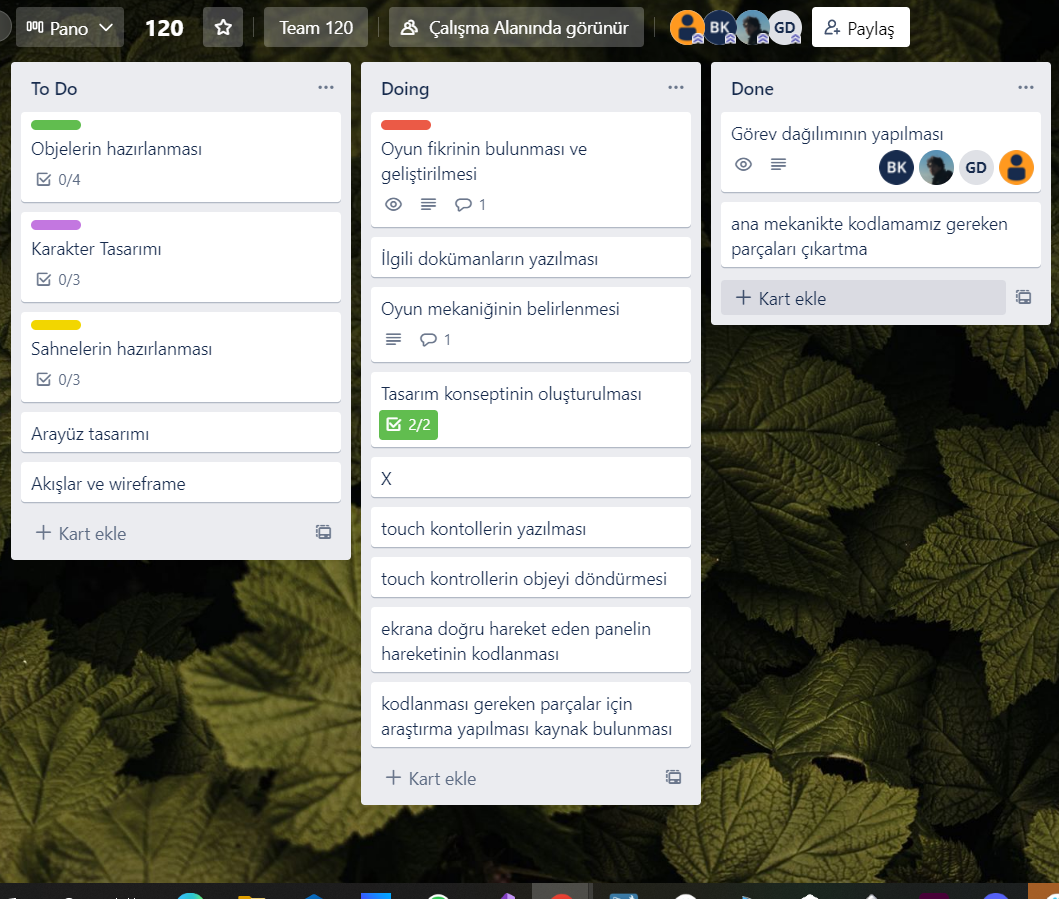 Pano
120
Team 120
Çalışma Alanında görünür
BK
GD
Paylaş
To Do
Objelerin hazırlanması
0/4
Karakter Tasarımı
0/3
Sahnelerin hazırlanması
0/3
Arayüz tasarımı
Akışlar ve wireframe
Kart ekle
Doing
Oyun fikrinin bulunması ve
geliştirilmesi
1
İlgili dokümanların yazılması
Oyun mekaniğinin belirlenmesi
1
Tasarım konseptinin oluşturulması
2/2
X
touch kontollerin yazılması
touch kontrollerin objeyi döndürmesi
ekrana doğru hareket eden panelin
hareketinin kodlanması
kodlanması gereken parçalar için
araştırma yapılması kaynak bulunması
Kart ekle
Done
Görev dağılımının yapılması
BK
GD
ana mekanikte kodlamamız gereken
parçaları çıkartma
Kart ekle